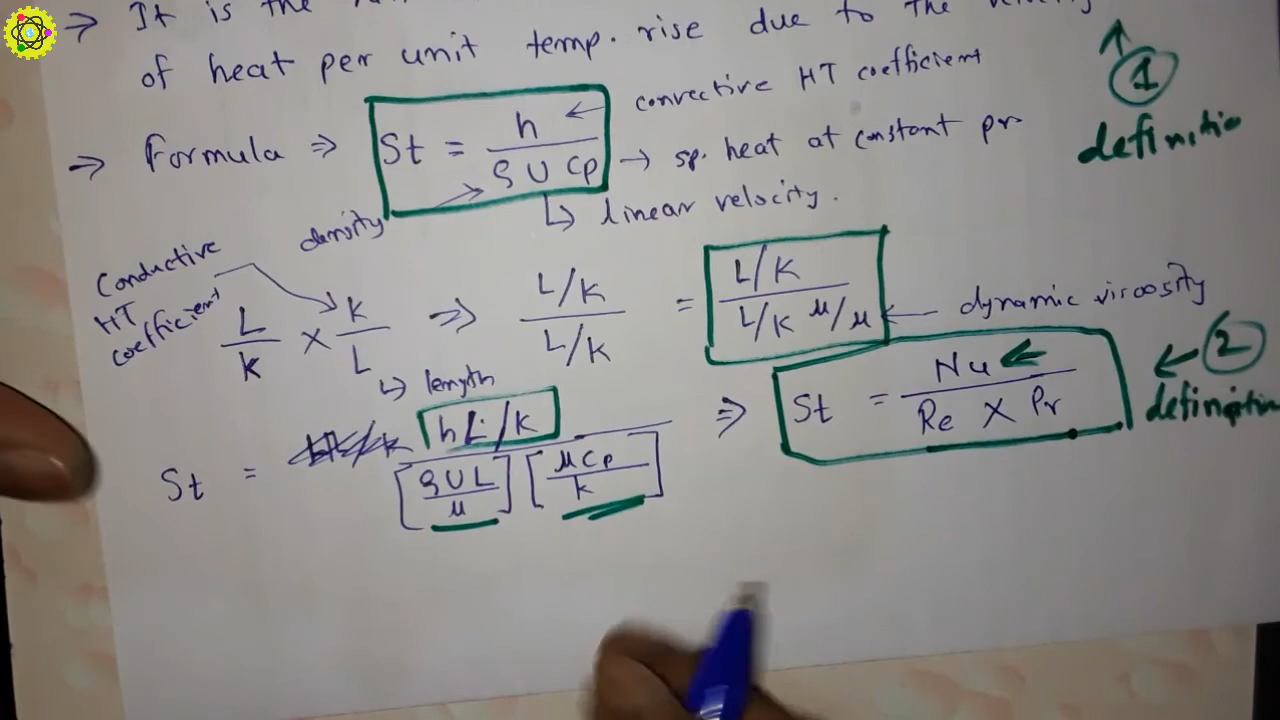 → It is the
of heat per unit temp. rise due to the
→ Formula ⇒ St = h / ρ U Cp ← convective HT coefficient
→ sp. heat at constant pr
↳ linear velocity.
density
① definitio
Conductive
HT
coefficient
L/k × K/L ⇒ L/K / L/K = L/K / L/K μ/μ ← dynamic viscosity
↳ length
St = hL/K / [ρUL/μ] [μCp/k] ⇒ St = Nu / Re × Pr
← ②